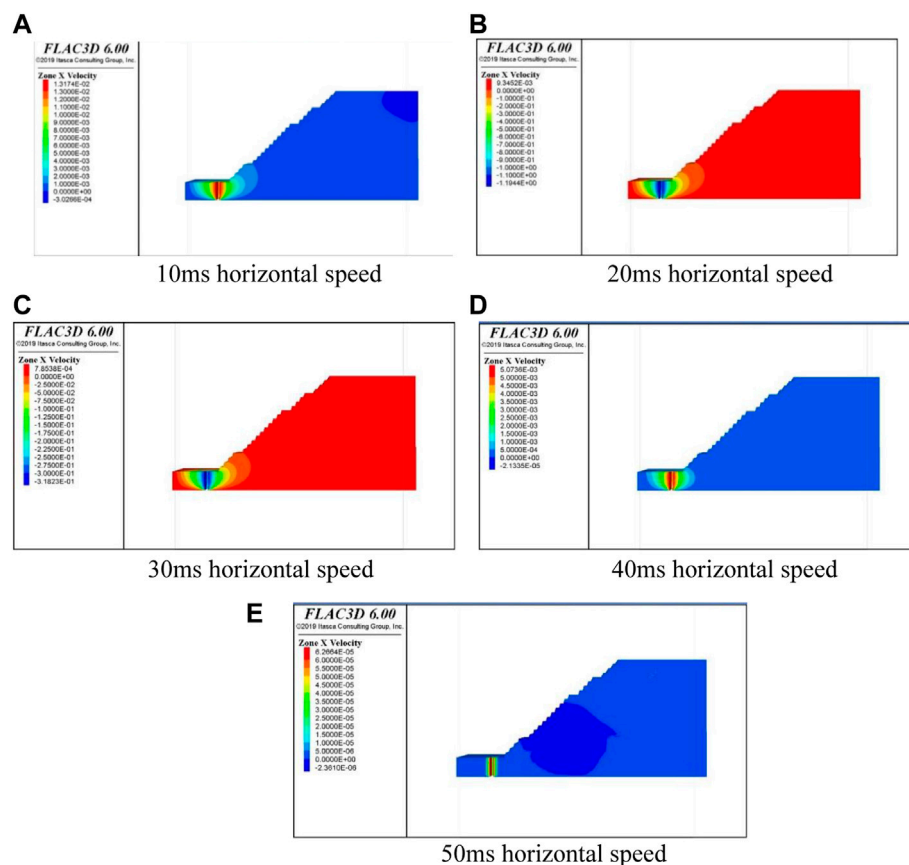 A
FLAC3D 6.00
©2019 Itasca Consulting Group, Inc.
Zone X Velocity
1.3174E-02
1.3000E-02
1.2000E-02
1.1000E-02
1.0000E-02
9.0000E-03
8.0000E-03
7.0000E-03
6.0000E-03
5.0000E-03
4.0000E-03
3.0000E-03
2.0000E-03
1.0000E-03
0.0000E+00
-3.0266E-04
10ms horizontal speed
B
FLAC3D 6.00
©2019 Itasca Consulting Group, Inc.
Zone X Velocity
9.3452E-03
0.0000E+00
-1.0000E-01
-2.0000E-01
-3.0000E-01
-4.0000E-01
-5.0000E-01
-6.0000E-01
-7.0000E-01
-8.0000E-01
-9.0000E-01
-1.0000E+00
-1.1000E+00
-1.1944E+00
20ms horizontal speed
C
FLAC3D 6.00
©2019 Itasca Consulting Group, Inc.
Zone X Velocity
7.8538E-04
0.0000E+00
-2.5000E-02
-5.0000E-02
-7.5000E-02
-1.0000E-01
-1.2500E-01
-1.5000E-01
-1.7500E-01
-2.0000E-01
-2.2500E-01
-2.5000E-01
-2.7500E-01
-3.0000E-01
-3.1823E-01
30ms horizontal speed
D
FLAC3D 6.00
©2019 Itasca Consulting Group, Inc.
Zone X Velocity
5.0736E-03
5.0000E-03
4.5000E-03
4.0000E-03
3.5000E-03
3.0000E-03
2.5000E-03
2.0000E-03
1.5000E-03
1.0000E-03
5.0000E-04
0.0000E+00
-2.1335E-05
40ms horizontal speed
E
FLAC3D 6.00
©2019 Itasca Consulting Group, Inc.
Zone X Velocity
6.2664E-05
6.0000E-05
5.5000E-05
5.0000E-05
4.5000E-05
4.0000E-05
3.5000E-05
3.0000E-05
2.5000E-05
2.0000E-05
1.5000E-05
1.0000E-05
5.0000E-06
0.0000E+00
-2.3610E-06
50ms horizontal speed